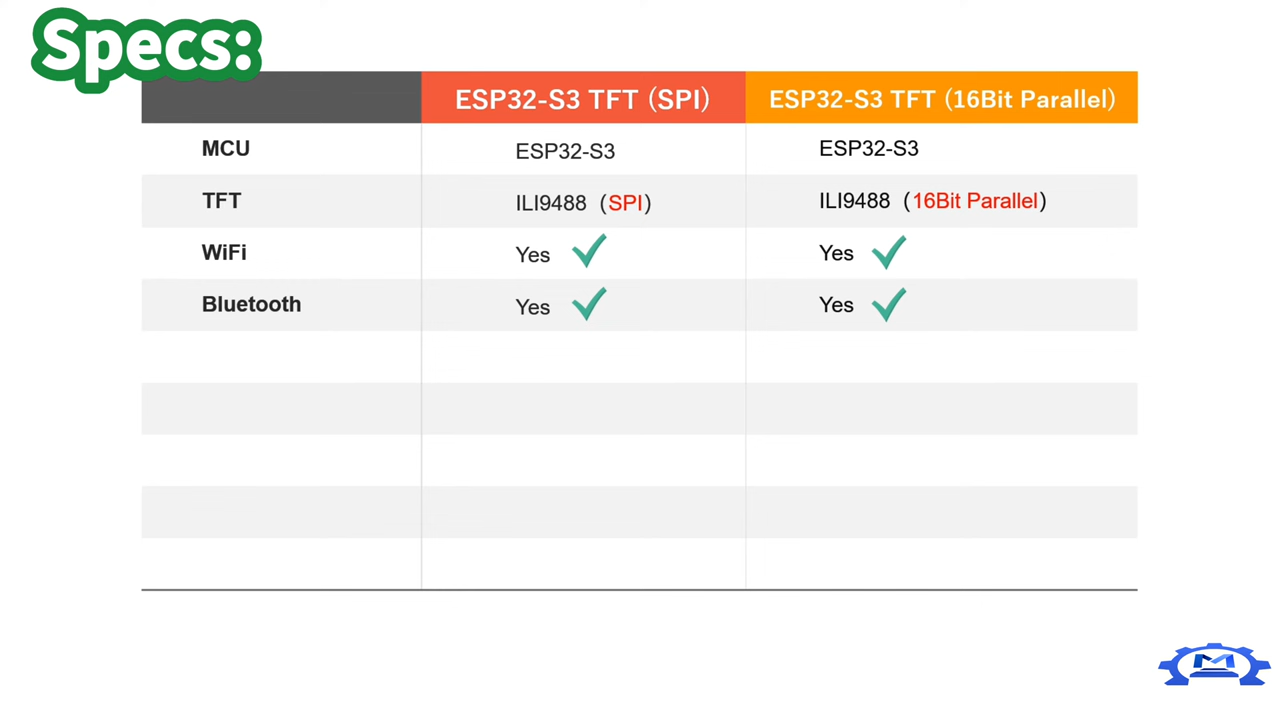 Specs:
ESP32-S3 TFT (SPI) ESP32-S3 TFT (16Bit Parallel)
MCU ESP32-S3 ESP32-S3
TFT ILI9488 (SPI) ILI9488 (16Bit Parallel)
WiFi Yes Yes
Bluetooth Yes Yes
M